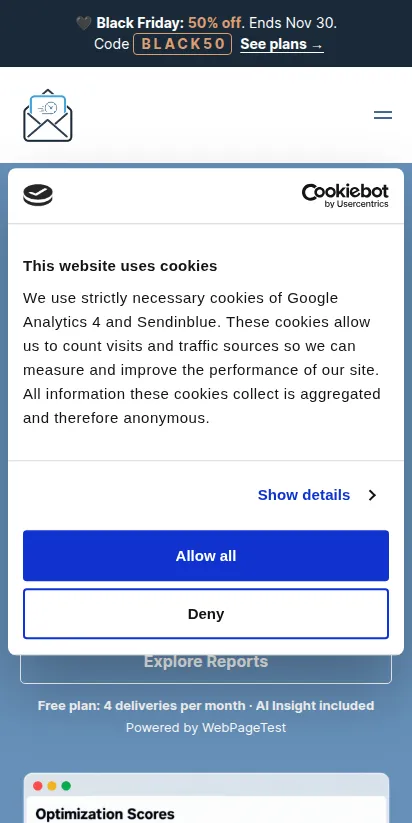 🖤 Black Friday: 50% off. Ends Nov 30.
Code BLACK50 See plans →
Cookiebot
by Usercentrics
This website uses cookies
We use strictly necessary cookies of Google
Analytics 4 and Sendinblue. These cookies allow
us to count visits and traffic sources so we can
measure and improve the performance of our site.
All information these cookies collect is aggregated
and therefore anonymous.
Show details
Allow all
Deny
Explore Reports
Free plan: 4 deliveries per month · AI Insight included
Powered by WebPageTest
Optimization Scores